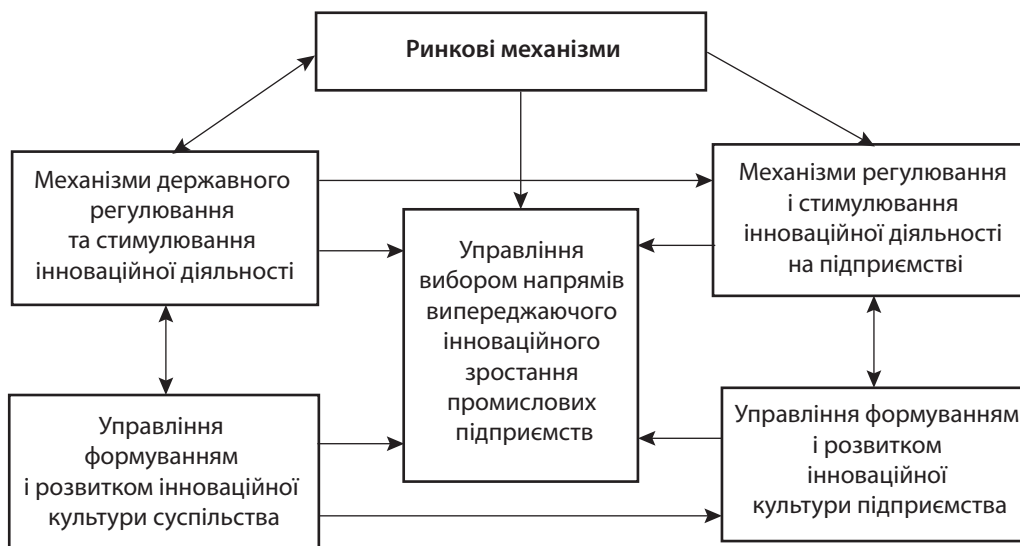 Ринкові механізми
Механізми державного
регулювання
та стимулювання
інноваційної діяльності
Управління
вибором напрямів
випереджаючого
інноваційного
зростання
промислових
підприємств
Механізми регулювання
і стимулювання
інноваційної діяльності
на підприємстві
Управління
формуванням
і розвитком інноваційної
культури суспільства
Управління формуванням
і розвитком
інноваційної
культури підприємства